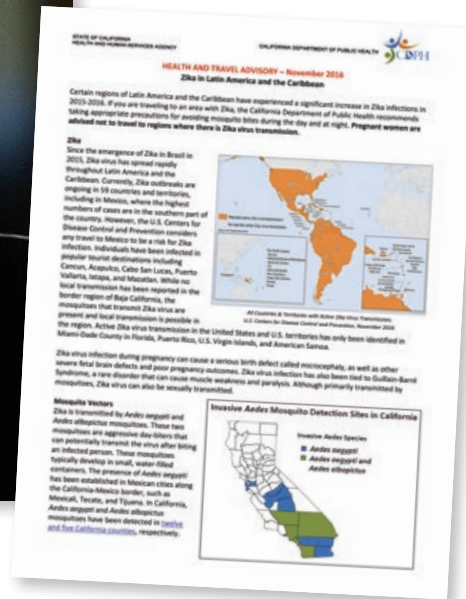 STATE OF CALIFORNIA
HEALTH AND HUMAN SERVICES AGENCY
CALIFORNIA DEPARTMENT OF PUBLIC HEALTH
CDPH
HEALTH AND TRAVEL ADVISORY – November 2016
Zika in Latin America and the Caribbean
Certain regions of Latin America and the Caribbean have experienced a significant increase in Zika infections in
2015-2016. If you are traveling to an area with Zika, the California Department of Public Health recommends
taking appropriate precautions for avoiding mosquito bites during the day and at night. Pregnant women are
advised not to travel to regions where there is Zika virus transmission.
Zika
Since the emergence of Zika in Brazil in
2015, Zika virus has spread rapidly
throughout Latin America and the
Caribbean. Currently, Zika outbreaks are
ongoing in 59 countries and territories,
including in Mexico, where the highest
numbers of cases are in the southern part of
the country. However, the U.S. Centers for
Disease Control and Prevention considers
any travel to Mexico to be a risk for Zika
infection. Individuals have been infected in
popular tourist destinations including
Cancun, Acapulco, Cabo San Lucas, Puerto
Vallarta, Ixtapa, and Mazatlan. While no
local transmission has been reported in the
border region of Baja California, the
mosquitoes that transmit Zika virus are
present and local transmission is possible in
the region. Active Zika virus transmission in the United States and U.S. territories has only been identified in
Miami-Dade County in Florida, Puerto Rico, U.S. Virgin Islands, and American Samoa.
All Countries & Territories with Active Zika Virus Transmission,
U.S. Centers for Disease Control and Prevention, November 2016
Zika virus infection during pregnancy can cause a serious birth defect called microcephaly, as well as other
severe fetal brain defects and poor pregnancy outcomes. Zika infection has also been tied to Guillain-Barré
Syndrome, a rare disorder that can cause muscle weakness and paralysis. Although primarily transmitted by
mosquitoes, Zika virus can also be sexually transmitted.
Mosquito Vectors
Zika is transmitted by Aedes aegypti and
Aedes albopictus mosquitoes. These two
mosquitoes are aggressive day-biters that
can potentially transmit the virus after biting
an infected person. These mosquitoes
typically develop in small, water-filled
containers. The presence of Aedes aegypti
has been established in Mexican cities along
the California-Mexico border, such as
Mexicali, Tecate, and Tijuana. In California,
Aedes aegypti and Aedes albopictus
mosquitoes have been detected in twelve
and five California counties, respectively.
Invasive Aedes Mosquito Detection Sites in California
Invasive Aedes Species
Aedes aegypti
Aedes aegypti and
Aedes albopictus